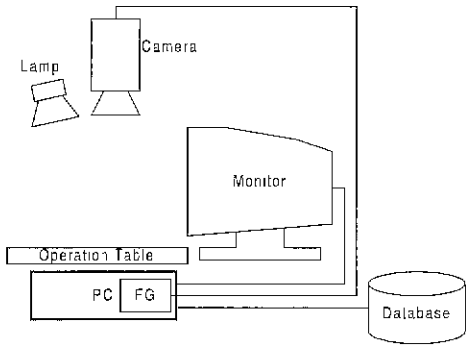 Camera
Lamp
Monitor
Operation Table
PC
FG
Database